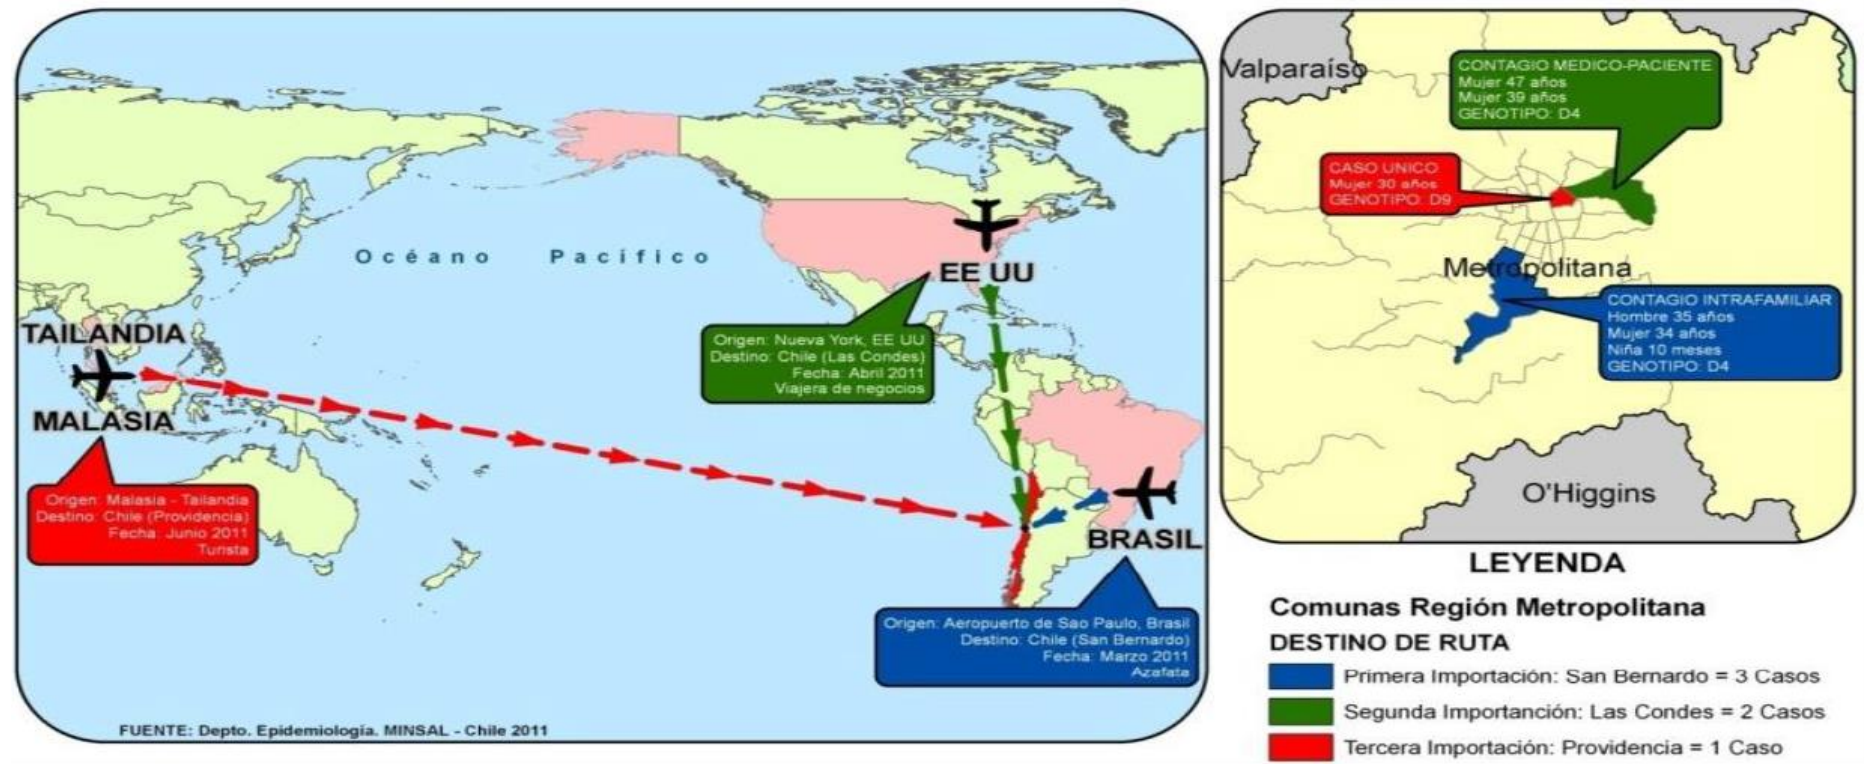 Océano Pacífico
EE UU
TAILANDIA
MALASIA
BRASIL
Origen: Nueva York, EE UU
Destino: Chile (Las Condes)
Fecha: Abril 2011
Viajera de negocios
Origen: Malasia - Tailandia
Destino: Chile (Providencia)
Fecha: Junio 2011
Turista
Origen: Aeropuerto de Sao Paulo, Brasil
Destino: Chile (San Bernardo)
Fecha: Marzo 2011
Azafata
FUENTE: Depto. Epidemiología. MINSAL - Chile 2011
Valparaíso
CONTAGIO MEDICO-PACIENTE
Mujer 47 años
Mujer 39 años
GENOTIPO: D4
CASO UNICO
Mujer 30 años
GENOTIPO: D9
Metropolitana
CONTAGIO INTRAFAMILIAR
Hombre 35 años
Mujer 34 años
Niña 10 meses
GENOTIPO: D4
O'Higgins
LEYENDA
Comunas Región Metropolitana
DESTINO DE RUTA
Primera Importación: San Bernardo = 3 Casos
Segunda Importanción: Las Condes = 2 Casos
Tercera Importación: Providencia = 1 Caso